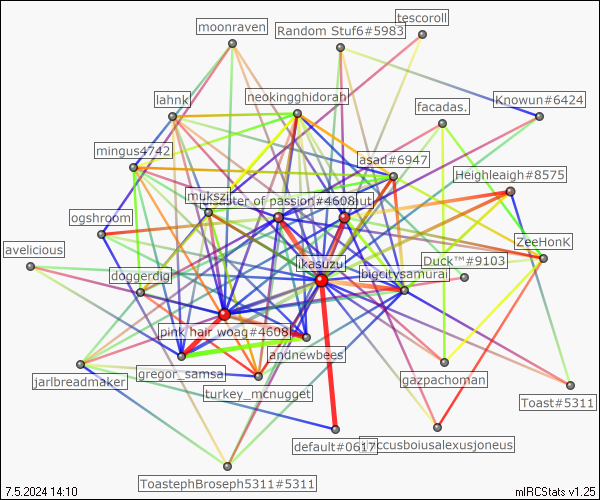 tescoroll
moonraven
Random Stuf6#5983
lahnk
neokingghidorah
Knowun#6424
facadas.
mingus4742
asad#6947
Heighleaigh#8575
mukszi
ster of passion#4608
nut
ogshroom
ZeeHonK
avelicious
ikasuzu
Duck™#9103
doggerdig
bigcitysamurai
pink hair woag#4608
andnewbees
jarlbreadmaker
gregor_samsa
gazpachoman
turkey_mcnugget
Toast#5311
default#0617
ccusboiusalexusjoneus
ToastephBroseph5311#5311
7.5.2024 14:10
mIRCStats v1.25